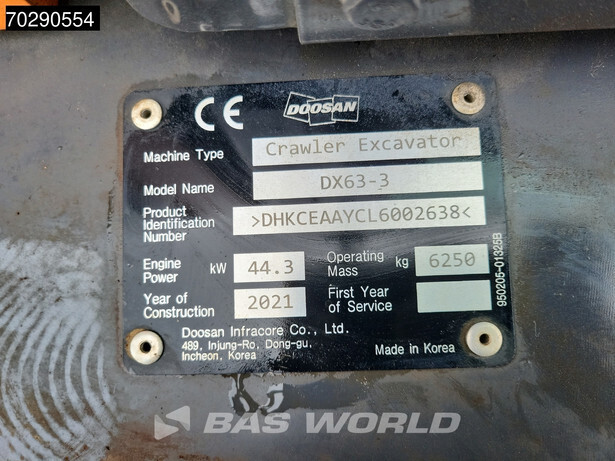 70290554
CE DOOSAN
Machine Type Crawler Excavator
Model Name DX63-3
Product Identification Number >DHKCEAAYCL6002638<
Engine Power kW 44.3 Operating Mass kg 6250
Year of Construction 2021 First Year of Service
Doosan Infracore Co., Ltd.
489, Injung-Ro, Dong-gu,
Incheon, Korea
Made in Korea
950205-01325B
BAS WORLD